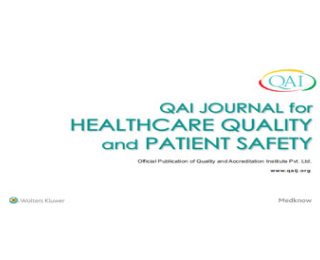 QAI
QAI JOURNAL for
HEALTHCARE QUALITY
and PATIENT SAFETY
Official Publication of Quality and Accreditation Institute Pvt. Ltd.
www.qaij.org
Wolters Kluwer
Medknow